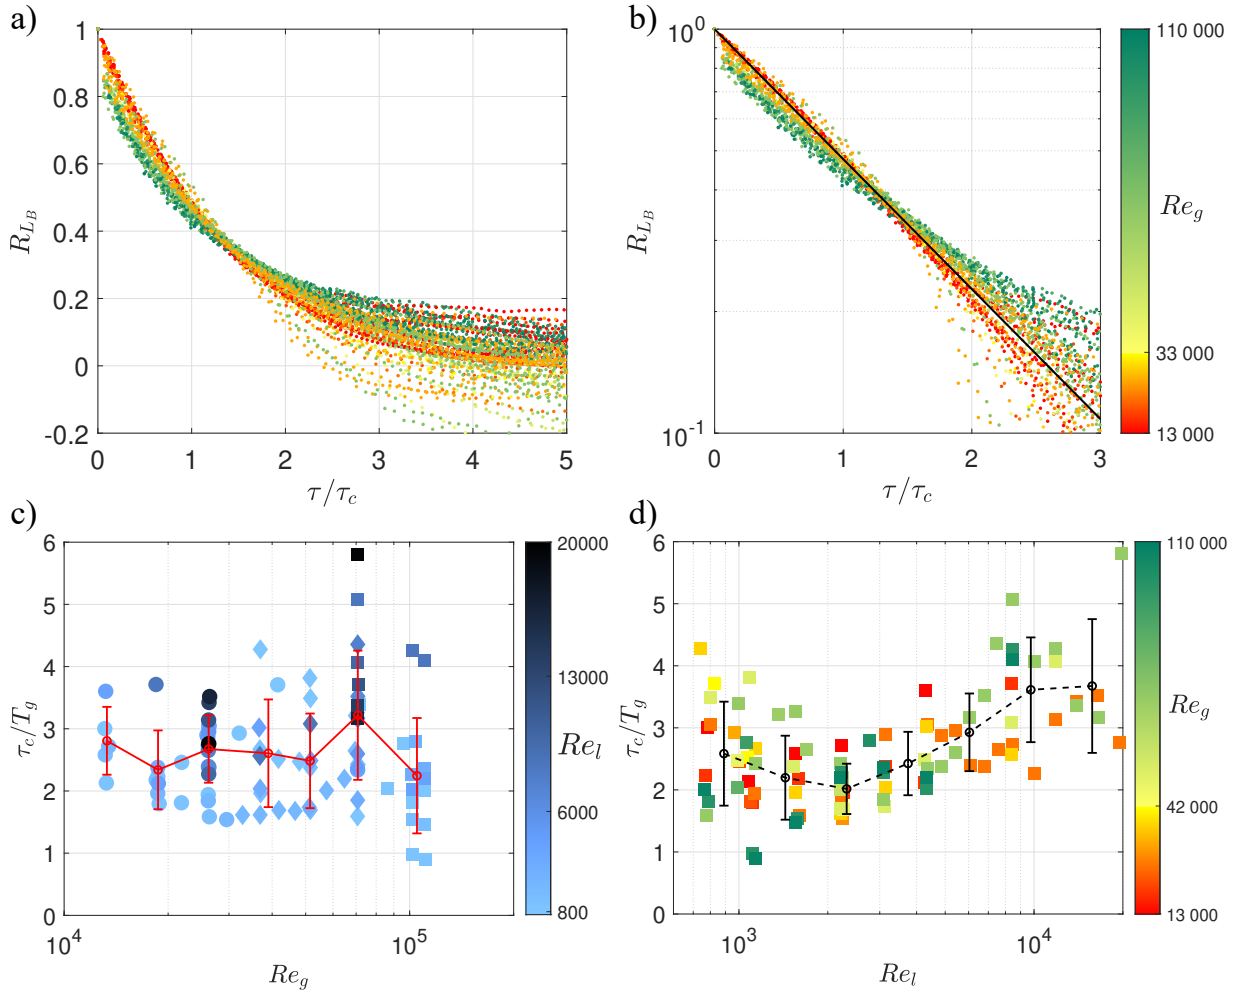 a)
1
0.8
0.6
0.4
0.2
0
-0.2
R_{L_B}
0 1 2 3 4 5
τ/τ_c
b)
10^0
10^{-1}
R_{L_B}
0 1 2 3
τ/τ_c
110 000
33 000
13 000
Re_g
c)
6
5
4
3
2
1
0
τ_c/T_g
10^4 10^5
Re_g
20000
13000
6000
800
Re_l
d)
6
5
4
3
2
1
0
τ_c/T_g
10^3 10^4
Re_l
110 000
42 000
13 000
Re_g